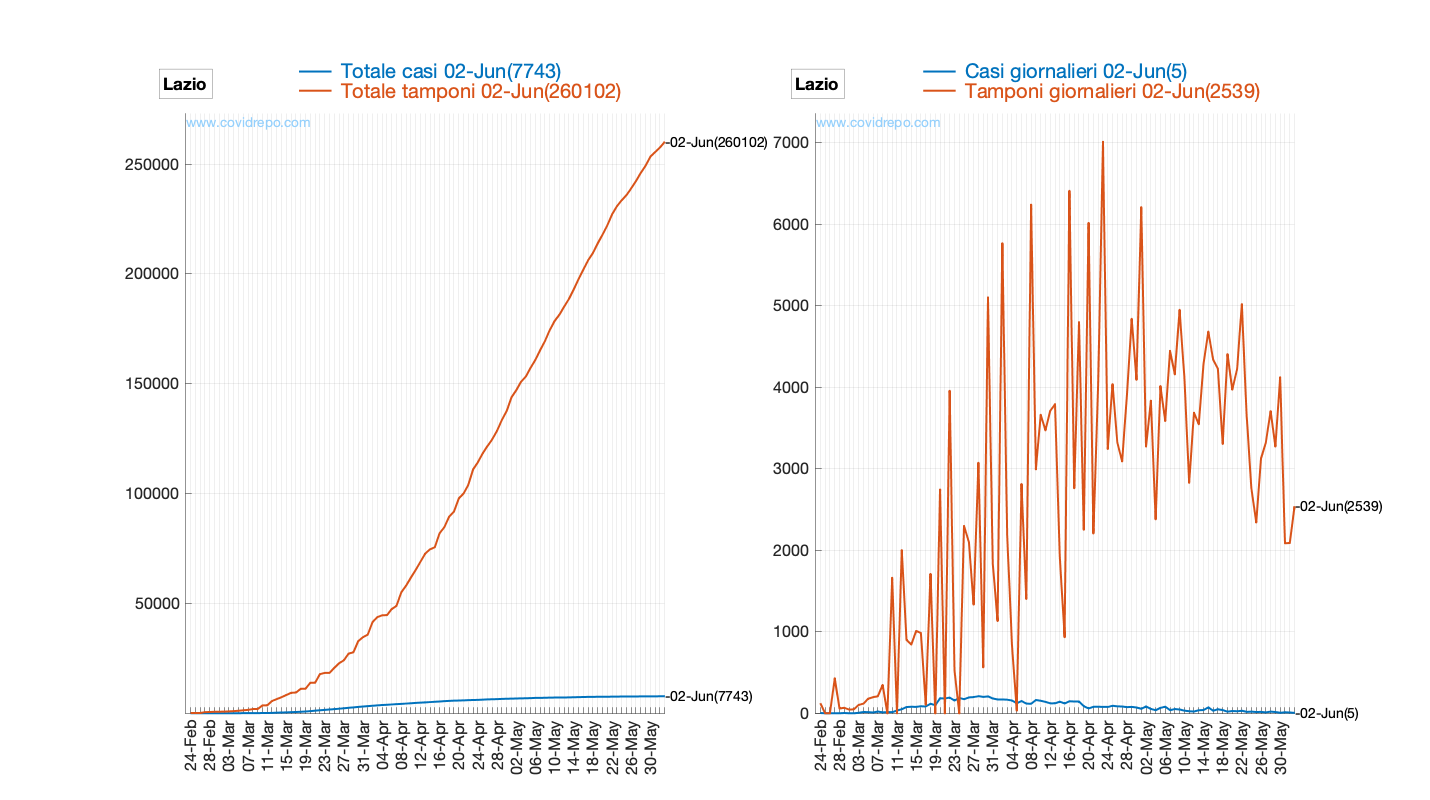 Lazio
Totale casi 02-Jun(7743)
Totale tamponi 02-Jun(260102)
www.covidrepo.com
250000
200000
150000
100000
50000
-02-Jun(260102)
-02-Jun(7743)
24-Feb
28-Feb
03-Mar
07-Mar
11-Mar
15-Mar
19-Mar
23-Mar
27-Mar
31-Mar
04-Apr
08-Apr
12-Apr
16-Apr
20-Apr
24-Apr
28-Apr
02-May
06-May
10-May
14-May
18-May
22-May
26-May
30-May
Lazio
Casi giornalieri 02-Jun(5)
Tamponi giornalieri 02-Jun(2539)
www.covidrepo.com
7000
6000
5000
4000
3000
2000
1000
0
-02-Jun(2539)
-02-Jun(5)
24-Feb
28-Feb
03-Mar
07-Mar
11-Mar
15-Mar
19-Mar
23-Mar
27-Mar
31-Mar
04-Apr
08-Apr
12-Apr
16-Apr
20-Apr
24-Apr
28-Apr
02-May
06-May
10-May
14-May
18-May
22-May
26-May
30-May